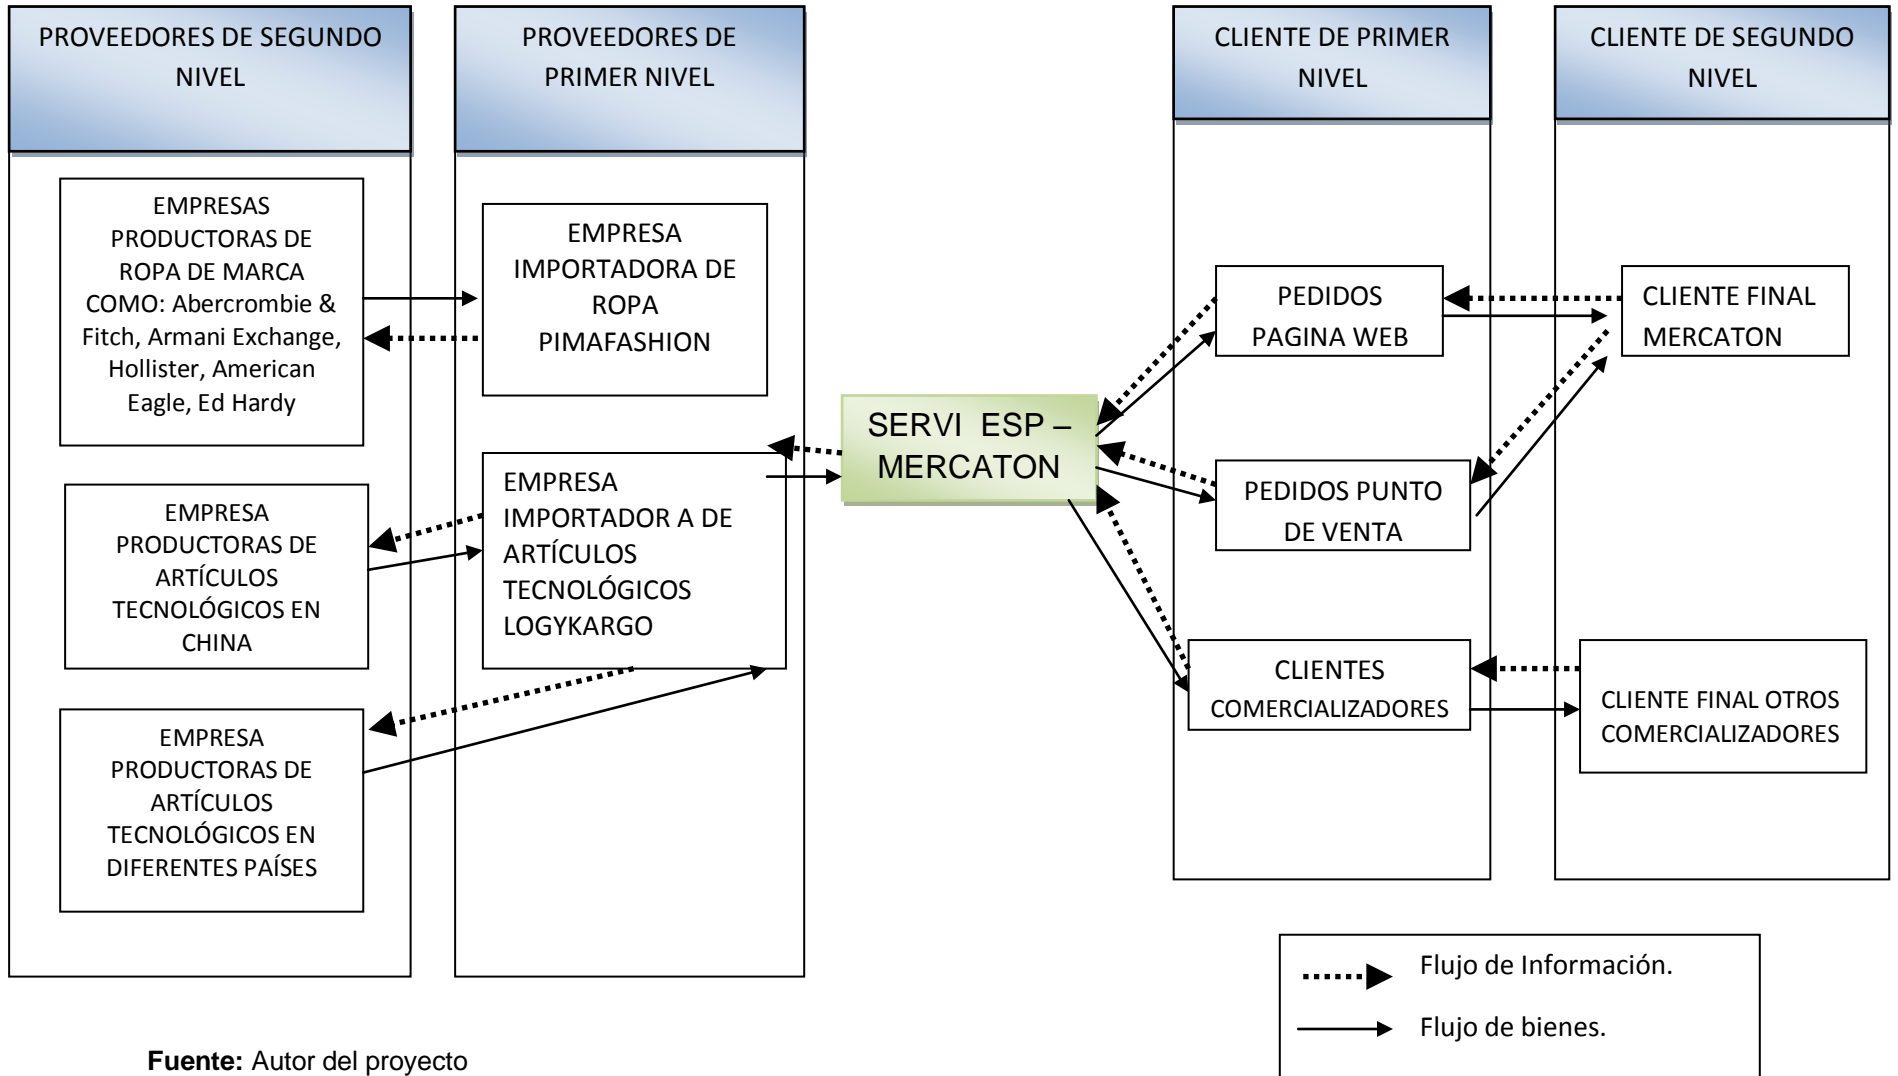 PROVEEDORES DE SEGUNDO
NIVEL
EMPRESAS
PRODUCTORAS DE
ROPA DE MARCA
COMO: Abercrombie &
Fitch, Armani Exchange,
Hollister, American
Eagle, Ed Hardy
EMPRESA
PRODUCTORAS DE
ARTÍCULOS
TECNOLÓGICOS EN
CHINA
EMPRESA
PRODUCTORAS DE
ARTÍCULOS
TECNOLÓGICOS EN
DIFERENTES PAÍSES
PROVEEDORES DE
PRIMER NIVEL
EMPRESA
IMPORTADORA DE
ROPA
PIMAFASHION
EMPRESA
IMPORTADOR A DE
ARTÍCULOS
TECNOLÓGICOS
LOGYKARGO
SERVI ESP –
MERCATON
CLIENTE DE PRIMER
NIVEL
PEDIDOS
PAGINA WEB
PEDIDOS PUNTO
DE VENTA
CLIENTES
COMERCIALIZADORES
CLIENTE DE SEGUNDO
NIVEL
CLIENTE FINAL
MERCATON
CLIENTE FINAL OTROS
COMERCIALIZADORES
Flujo de Información.
Flujo de bienes.
Fuente: Autor del proyecto